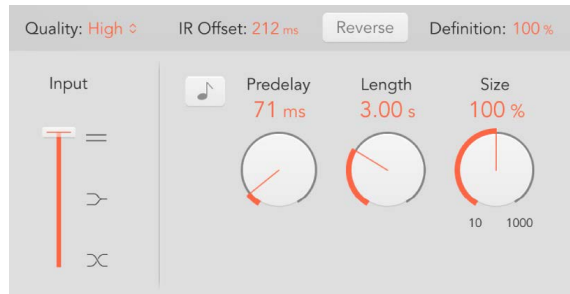 Quality: High IR Offset: 212 ms Reverse Definition: 100 %
Input Predelay Length Size
71 ms 3.00 s 100 %
10 1000